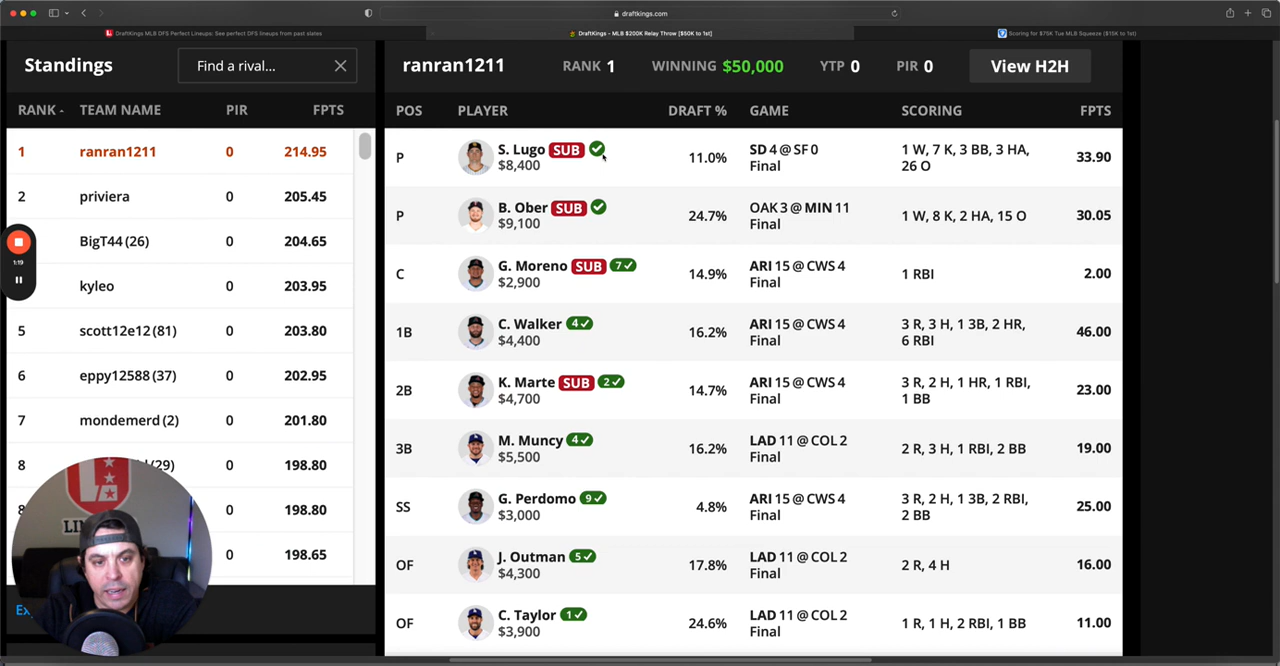 draftkings.com
DraftKings MLB DFS Perfect Lineups: See perfect DFS lineups from past slates
DraftKings - MLB $200K Relay Throw [$50K to 1st]
Scoring for $75K Tue MLB Squeeze ($15K to 1st)
Standings
Find a rival...
RANK TEAM NAME PIR FPTS
1 ranran1211 0 214.95
2 priviera 0 205.45
BigT44 (26) 0 204.65
kyleo 0 203.95
5 scott12e12 (81) 0 203.80
6 eppy12588 (37) 0 202.95
7 mondemerd (2) 0 201.80
8 (29) 0 198.80
0 198.80
0 198.65
1:19
ranran1211 RANK 1 WINNING $50,000 YTP 0 PIR 0 View H2H
POS PLAYER DRAFT % GAME SCORING FPTS
P S. Lugo SUB 11.0% SD 4 @ SF 0 1 W, 7 K, 3 BB, 3 HA, 33.90
$8,400 Final 26 O
P B. Ober SUB 24.7% OAK 3 @ MIN 11 1 W, 8 K, 2 HA, 15 O 30.05
$9,100 Final
C G. Moreno SUB 7 14.9% ARI 15 @ CWS 4 1 RBI 2.00
$2,900 Final
1B C. Walker 4 16.2% ARI 15 @ CWS 4 3 R, 3 H, 1 3B, 2 HR, 46.00
$4,400 Final 6 RBI
2B K. Marte SUB 2 14.7% ARI 15 @ CWS 4 3 R, 2 H, 1 HR, 1 RBI, 23.00
$4,700 Final 1 BB
3B M. Muncy 4 16.2% LAD 11 @ COL 2 2 R, 3 H, 1 RBI, 2 BB 19.00
$5,500 Final
SS G. Perdomo 9 4.8% ARI 15 @ CWS 4 3 R, 2 H, 1 3B, 2 RBI, 25.00
$3,000 Final 2 BB
OF J. Outman 5 17.8% LAD 11 @ COL 2 2 R, 4 H 16.00
$4,300 Final
OF C. Taylor 1 24.6% LAD 11 @ COL 2 1 R, 1 H, 2 RBI, 1 BB 11.00
$3,900 Final